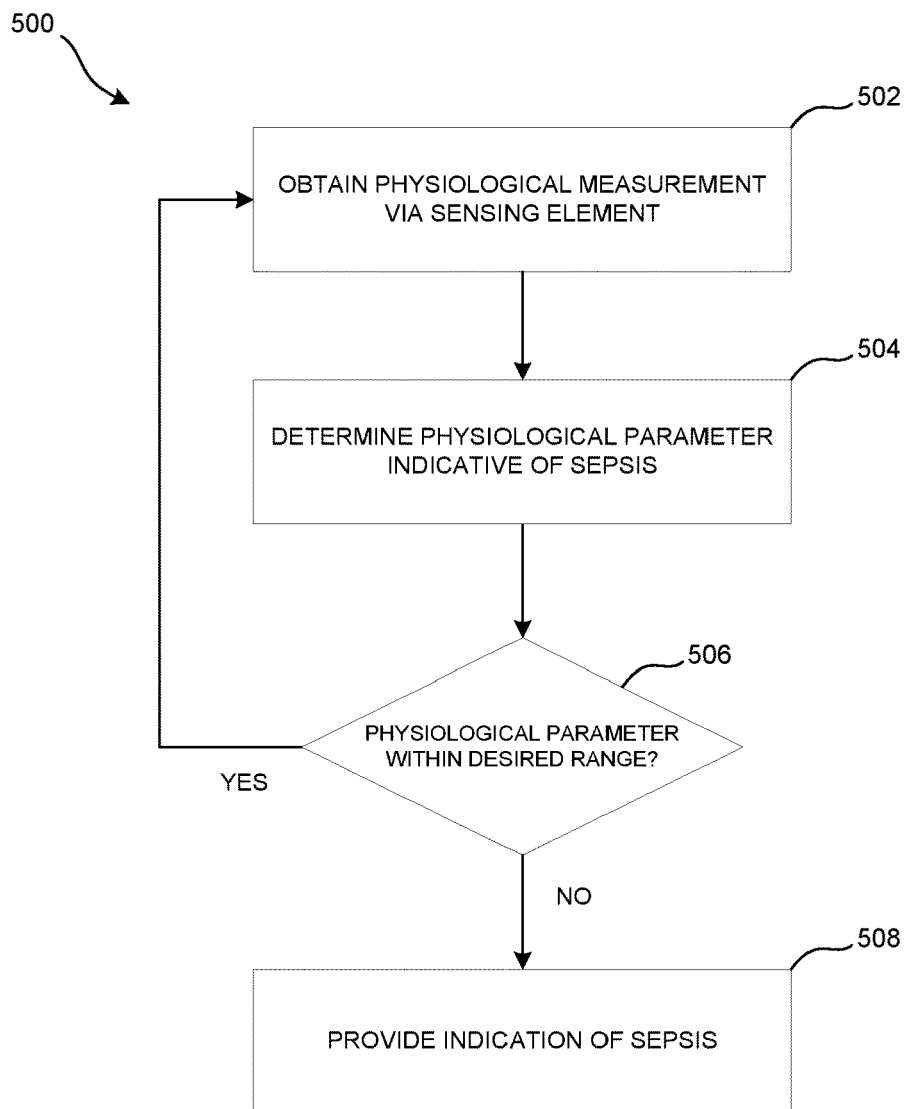 500
502
OBTAIN PHYSIOLOGICAL MEASUREMENT
VIA SENSING ELEMENT
504
DETERMINE PHYSIOLOGICAL PARAMETER
INDICATIVE OF SEPSIS
506
PHYSIOLOGICAL PARAMETER
WITHIN DESIRED RANGE?
YES
NO
508
PROVIDE INDICATION OF SEPSIS